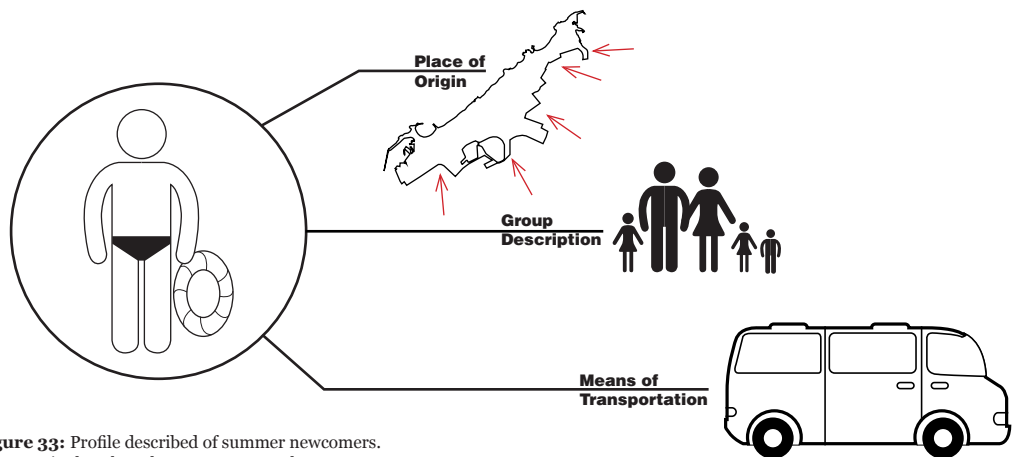 Place of
Origin
Group
Description
Means of
Transportation
gure 33: Profile described of summer newcomers.